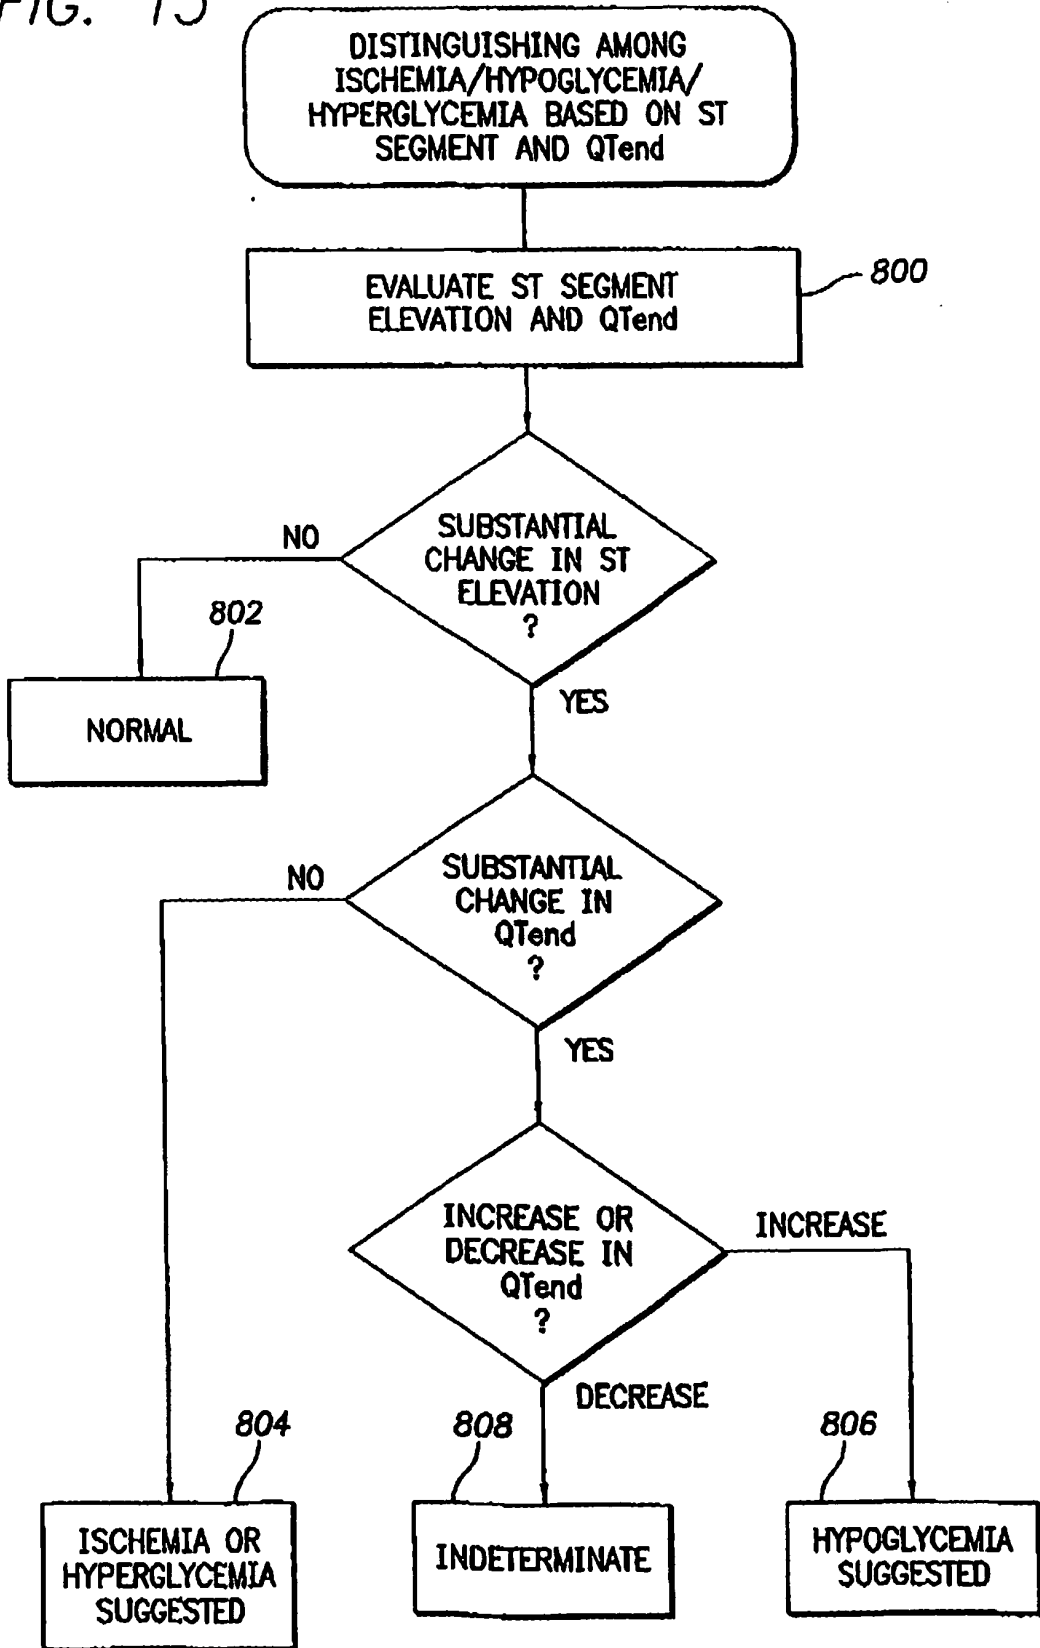 FIG. 15
DISTINGUISHING AMONG
ISCHEMIA/HYPOGLYCEMIA/
HYPERGLYCEMIA BASED ON ST
SEGMENT AND QTend
EVALUATE ST SEGMENT
ELEVATION AND QTend
800
SUBSTANTIAL
CHANGE IN ST
ELEVATION
?
NO
802
NORMAL
YES
SUBSTANTIAL
CHANGE IN
QTend
?
NO
YES
INCREASE OR
DECREASE IN
QTend
?
INCREASE
DECREASE
804
808
806
ISCHEMIA OR
HYPERGLYCEMIA
SUGGESTED
INDETERMINATE
HYPOGLYCEMIA
SUGGESTED